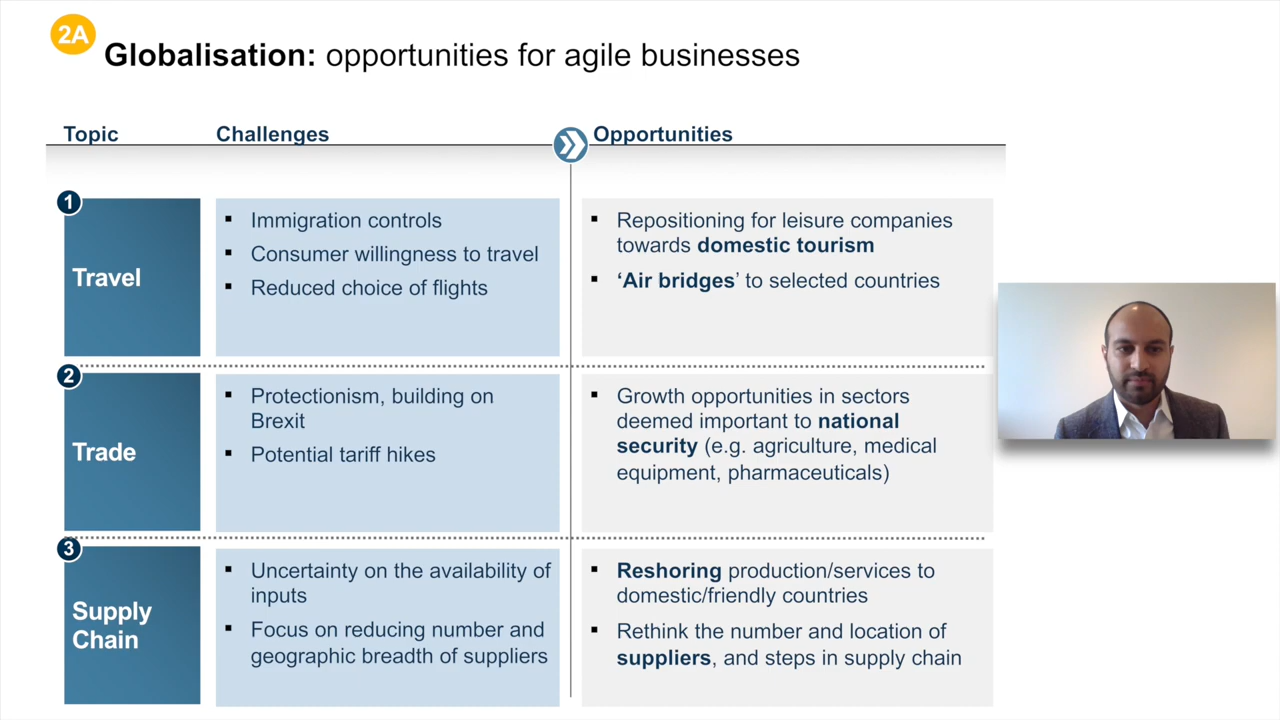 2A
Globalisation: opportunities for agile businesses
Topic
Challenges
Opportunities
1
Travel
▪ Immigration controls
▪ Consumer willingness to travel
▪ Reduced choice of flights
▪ Repositioning for leisure companies
towards domestic tourism
▪ ‘Air bridges’ to selected countries
2
Trade
▪ Protectionism, building on
Brexit
▪ Potential tariff hikes
▪ Growth opportunities in sectors
deemed important to national
security (e.g. agriculture, medical
equipment, pharmaceuticals)
3
Supply
Chain
▪ Uncertainty on the availability of
inputs
▪ Focus on reducing number and
geographic breadth of suppliers
▪ Reshoring production/services to
domestic/friendly countries
▪ Rethink the number and location of
suppliers, and steps in supply chain